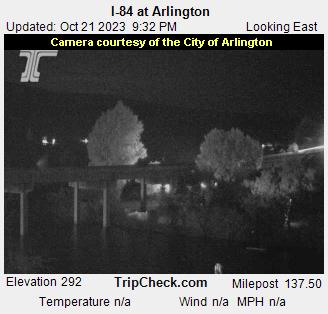 I-84 at Arlington
Updated: Oct 21 2023 9:32 PM Looking East
Camera courtesy of the City of Arlington
Elevation 292 TripCheck.com Milepost 137.50
Temperature n/a Wind n/a MPH n/a